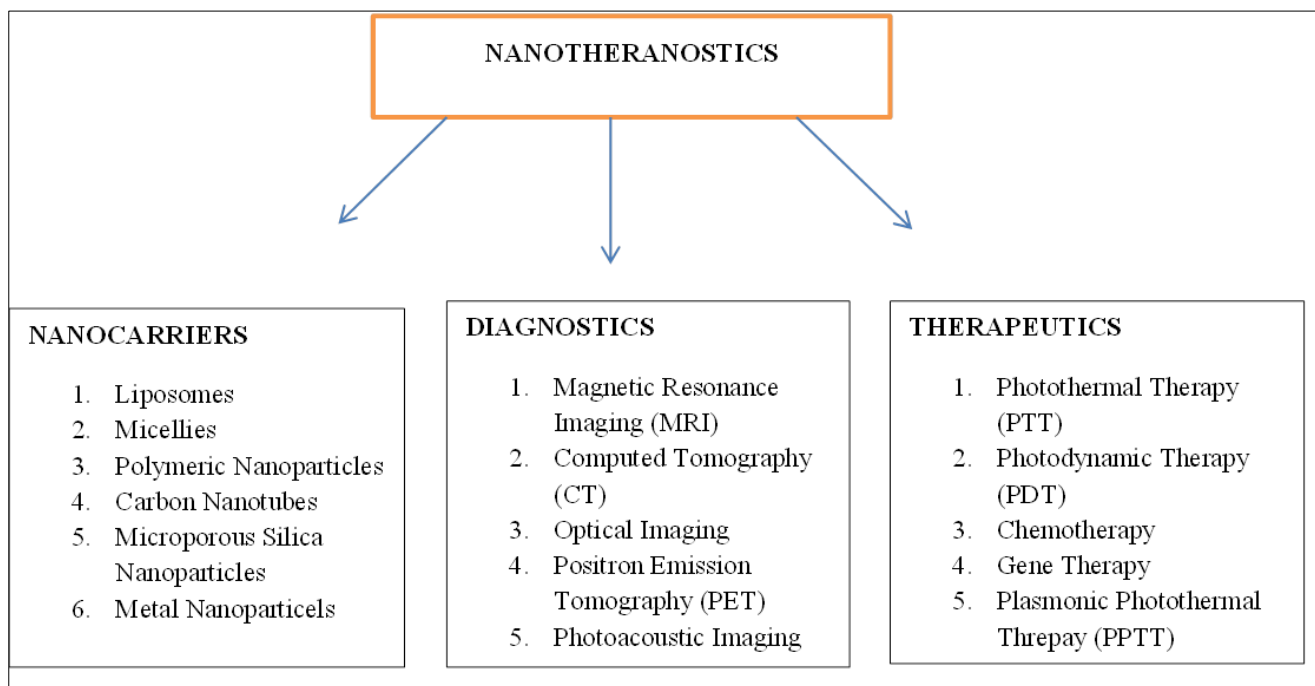 NANOTHERANOSTICS
NANOCARRIERS
1. Liposomes
2. Micellies
3. Polymeric Nanoparticles
4. Carbon Nanotubes
5. Microporous Silica
Nanoparticles
6. Metal Nanoparticels
DIAGNOSTICS
1. Magnetic Resonance
Imaging (MRI)
2. Computed Tomography
(CT)
3. Optical Imaging
4. Positron Emission
Tomography (PET)
5. Photoacoustic Imaging
THERAPEUTICS
1. Photothermal Therapy
(PTT)
2. Photodynamic Therapy
(PDT)
3. Chemotherapy
4. Gene Therapy
5. Plasmonic Photothermal
Threpay (PPTT)